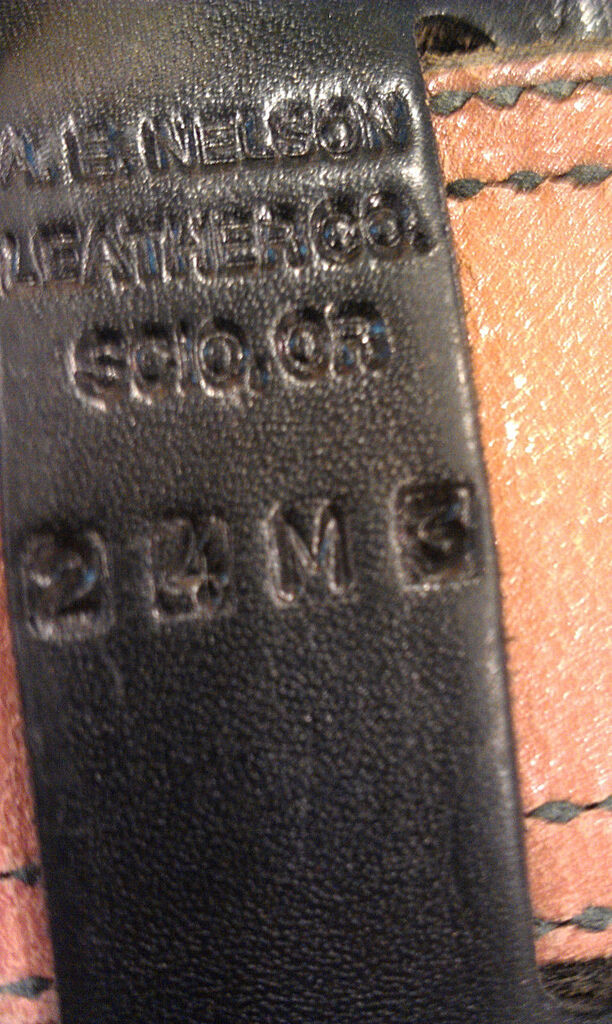 A. E. NELSON
LEATHER CO.
SCIO, OR
24M3